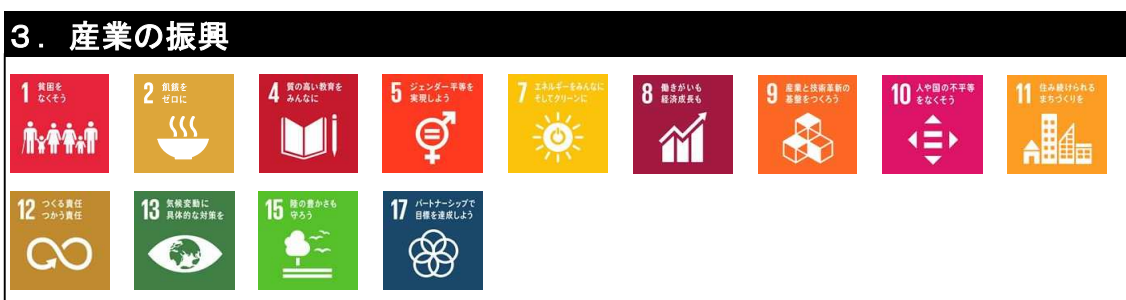 ３．産業の振興
1 貧困を
なくそう
2 飢餓を
ゼロに
4 質の高い教育を
みんなに
5 ジェンダー平等を
実現しよう
7 エネルギーをみんなに
そしてクリーンに
8 働きがいも
経済成長も
9 産業と技術革新の
基盤をつくろう
10 人や国の不平等
をなくそう
11 住み続けられる
まちづくりを
12 つくる責任
つかう責任
13 気候変動に
具体的な対策を
15 陸の豊かさも
守ろう
17 パートナーシップで
目標を達成しよう